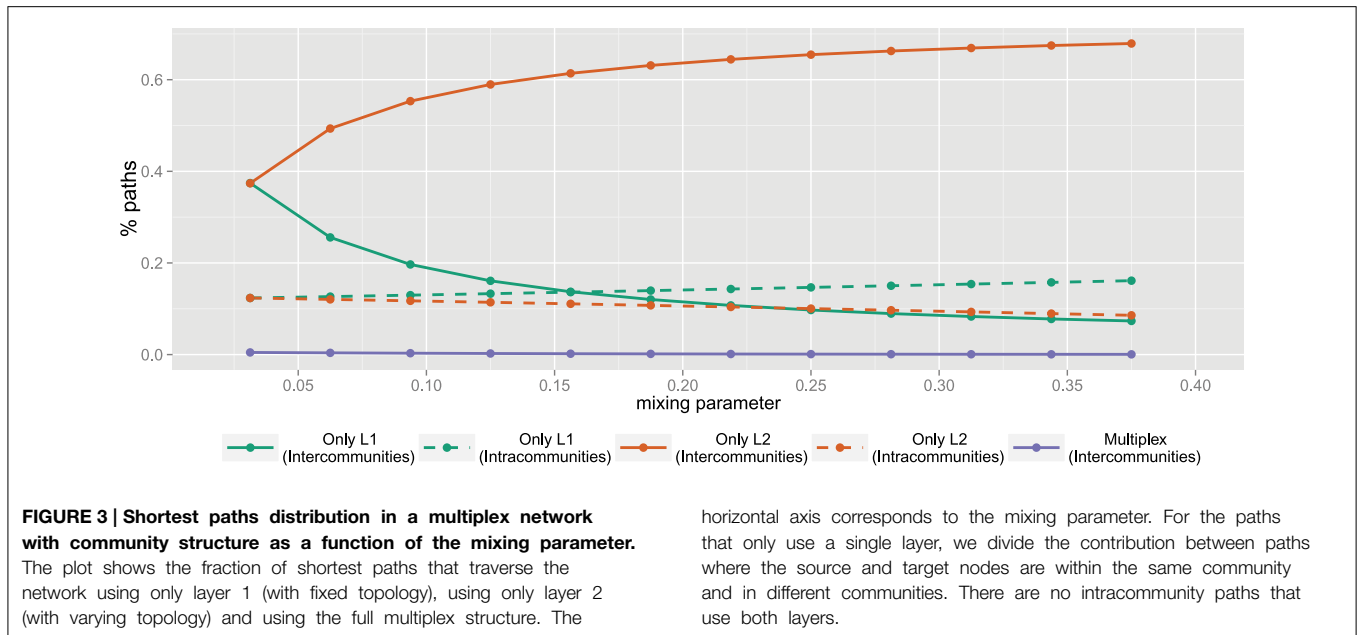 0.6
0.4
0.2
0.0
% paths
0.05 0.10 0.15 0.20 0.25 0.30 0.35 0.40
mixing parameter
Only L1 (Intercommunities)
Only L1 (Intracommunities)
Only L2 (Intercommunities)
Only L2 (Intracommunities)
Multiplex (Intercommunities)
FIGURE 3 | Shortest paths distribution in a multiplex network
with community structure as a function of the mixing parameter.
The plot shows the fraction of shortest paths that traverse the
network using only layer 1 (with fixed topology), using only layer 2
(with varying topology) and using the full multiplex structure. The
horizontal axis corresponds to the mixing parameter. For the paths
that only use a single layer, we divide the contribution between paths
where the source and target nodes are within the same community
and in different communities. There are no intracommunity paths that
use both layers.